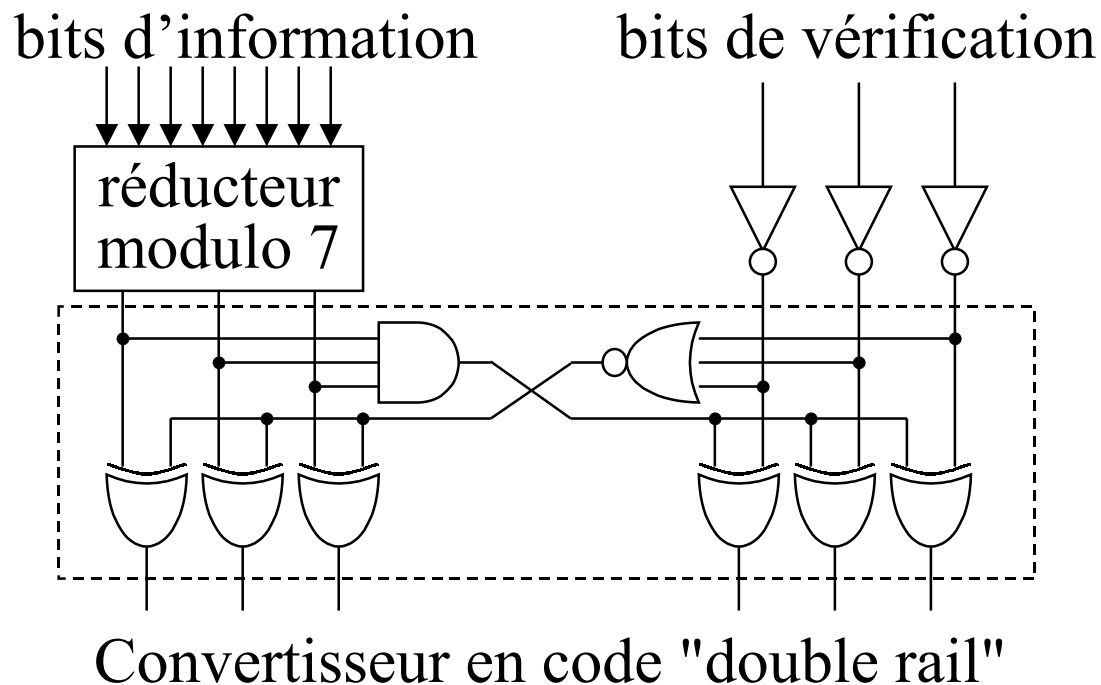 bits d’information
bits de vérification
réducteur
modulo 7
Convertisseur en code "double rail"